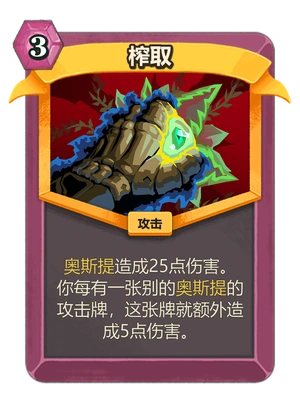 3
榨取
攻击
奥斯提造成25点伤害。
你每有一张别的奥斯提的
攻击牌，这张牌就额外造
成5点伤害。